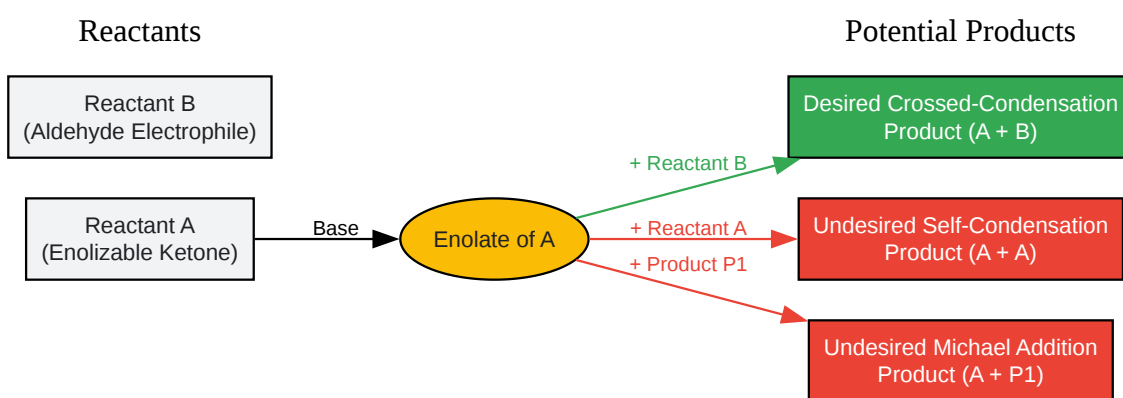 Reactants
Potential Products
Reactant B
(Aldehyde Electrophile)
Desired Crossed-Condensation
Product (A + B)
+ Reactant B
Reactant A
(Enolizable Ketone)
Base
Enolate of A
+ Reactant A
Undesired Self-Condensation
Product (A + A)
+ Product P1
Undesired Michael Addition
Product (A + P1)